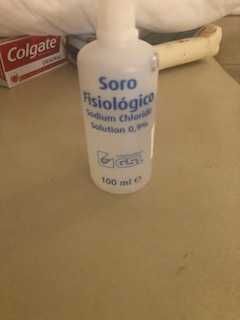 Colgate
Soro
Fisiológico
Sodium Chloride
Solution 0,9%
100 ml e